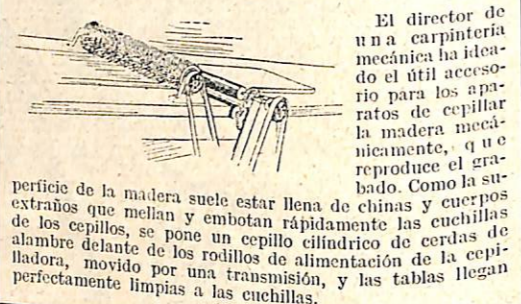 El director de
una carpintería
mecánica ha idea-
do el útil acceso-
rio para los apa-
ratos de cepillar
la madera mecá-
nicamente, que
reproduce el gra-
bado. Como la su-
perficie de la madera suele estar llena de chinas y cuerpos
extraños que mellan y embotan rápidamente las cuchillas
de los cepillos, se pone un cepillo cilíndrico de cerdas de
alambre delante de los rodillos de alimentación de la cepi-
lladora, movido por una transmisión, y las tablas llegan
perfectamente limpias a las cuchillas.